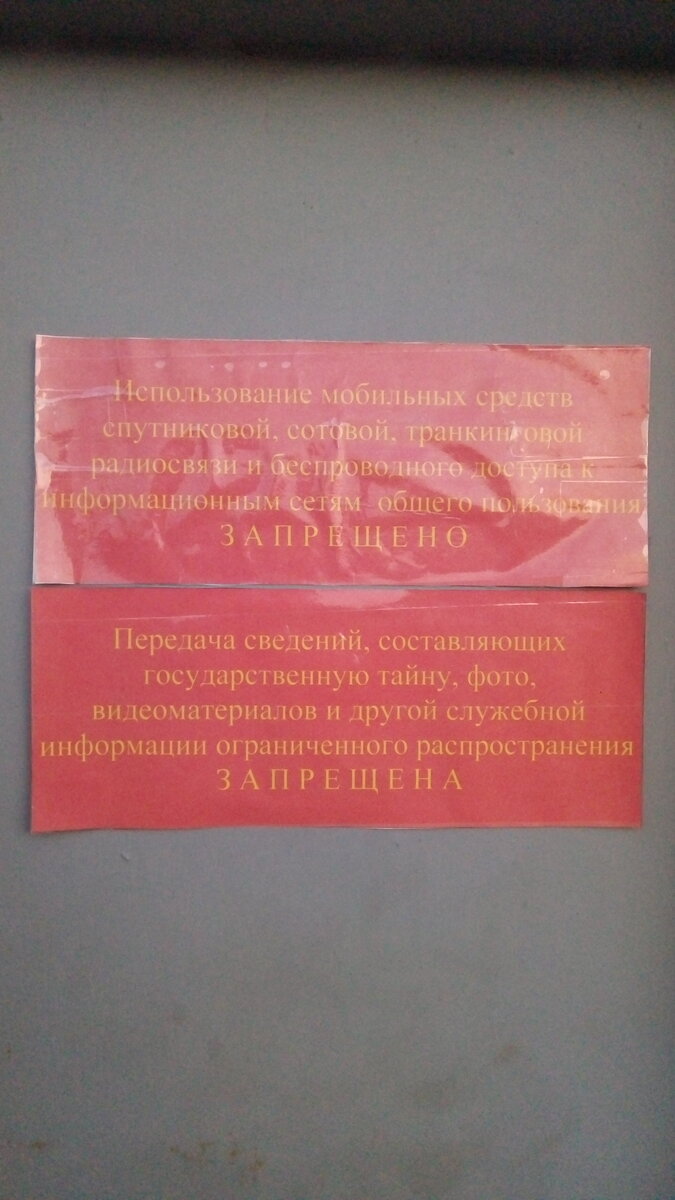 Использование мобильных средств
спутниковой, сотовой, транкинговой
радиосвязи и беспроводного доступа к
информационным сетям общего пользования
ЗАПРЕЩЕНО
Передача сведений, составляющих
государственную тайну, фото,
видеоматериалов и другой служебной
информации ограниченного распространения
ЗАПРЕЩЕНА